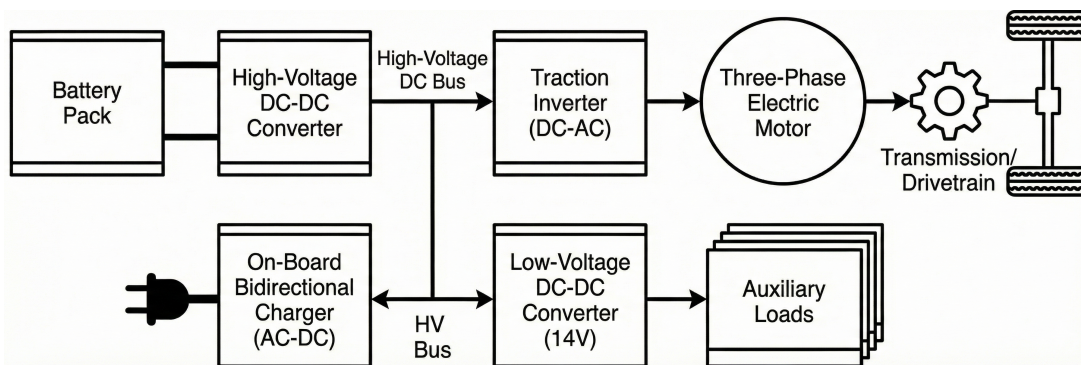 Battery
Pack
High-Voltage
DC-DC
Converter
High-Voltage
DC Bus
Traction
Inverter
(DC-AC)
Three-Phase
Electric
Motor
Transmission/
Drivetrain
On-Board
Bidirectional
Charger
(AC-DC)
HV
Bus
Low-Voltage
DC-DC
Converter
(14V)
Auxiliary
Loads